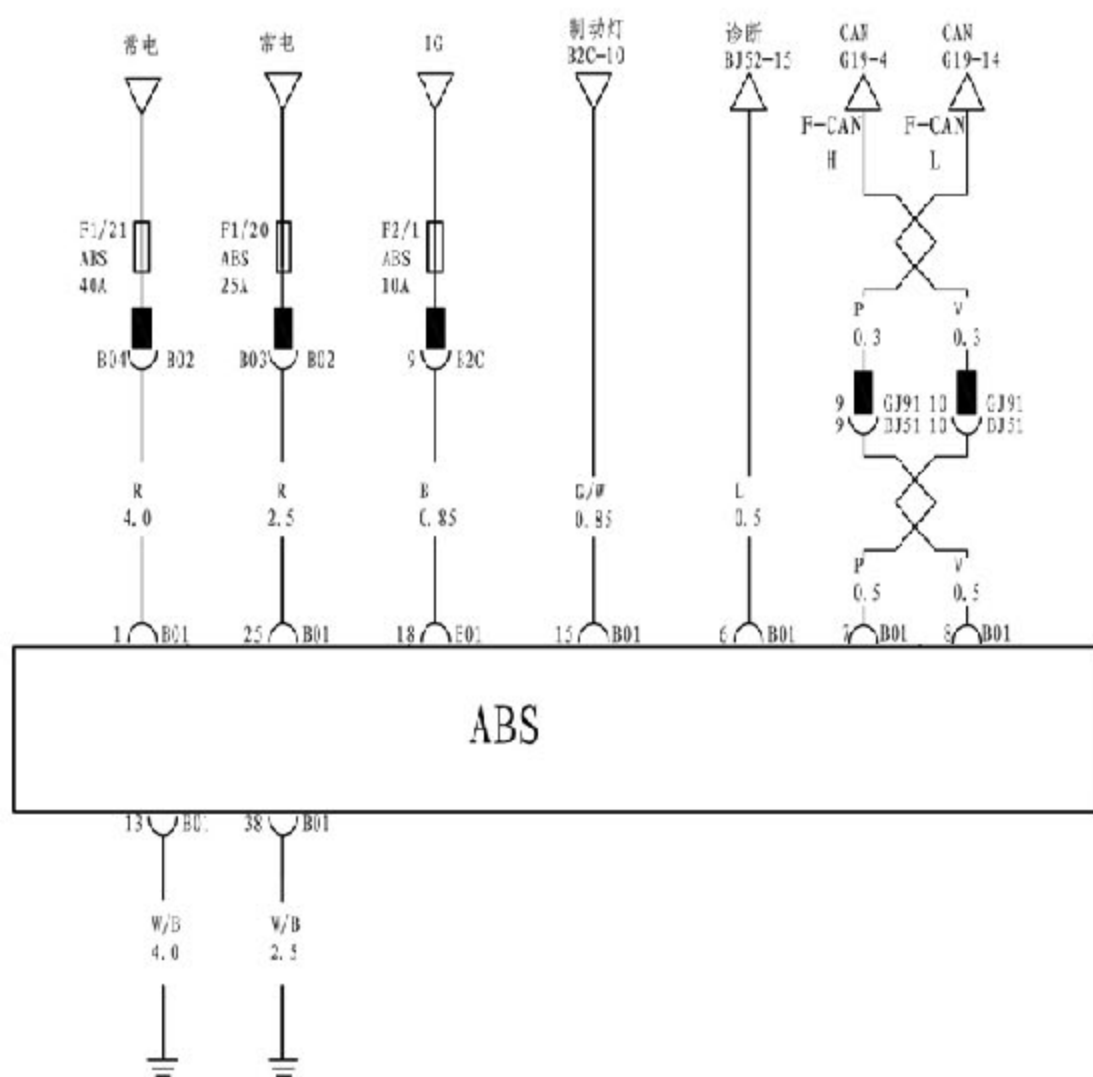 常电
常电
IG
制动灯
B2C-10
诊断
BJ52-15
CAN
G19-4
CAN
G19-14
F-CAN
H
F-CAN
L
F1/21
ABS
40A
F1/20
ABS
25A
F2/1
ABS
10A
B04 B02
B03 B02
9 B2C
P
0.3
V
0.3
9 GJ91
9 BJ51
10 GJ91
10 BJ51
R
4.0
R
2.5
B
0.85
G/W
0.85
L
0.5
P
0.5
V
0.5
1 B01
25 B01
18 B01
15 B01
6 B01
7 B01
8 B01
ABS
13 B01
38 B01
W/B
4.0
W/B
2.5